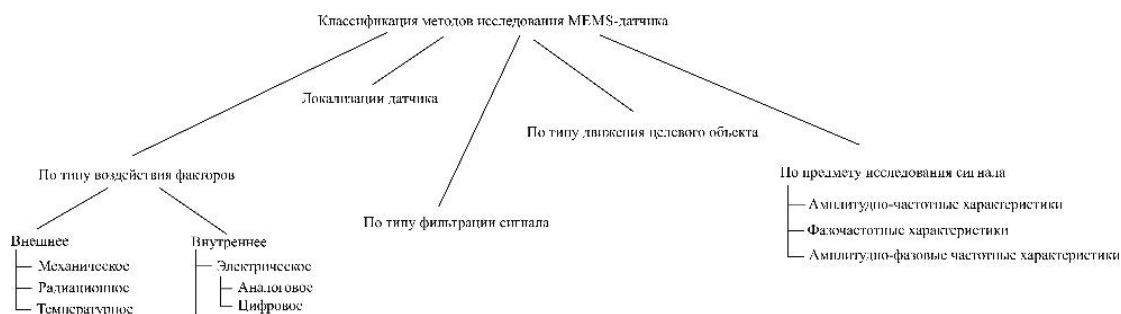 Классификация методов исследования MEMS-датчика
Локализации датчика
По типу движения целевого объекта
По типу воздействия факторов
По предмету исследования сигнала
Амплитудно-частотные характеристики
По типу фильтрации сигнала
Фазочастотные характеристики
Внешнее
Внутреннее
Амплитудно-фазовые частотные характеристики
Механическое
Электрическое
Радиационное
Аналоговое
Температурное
Цифровое